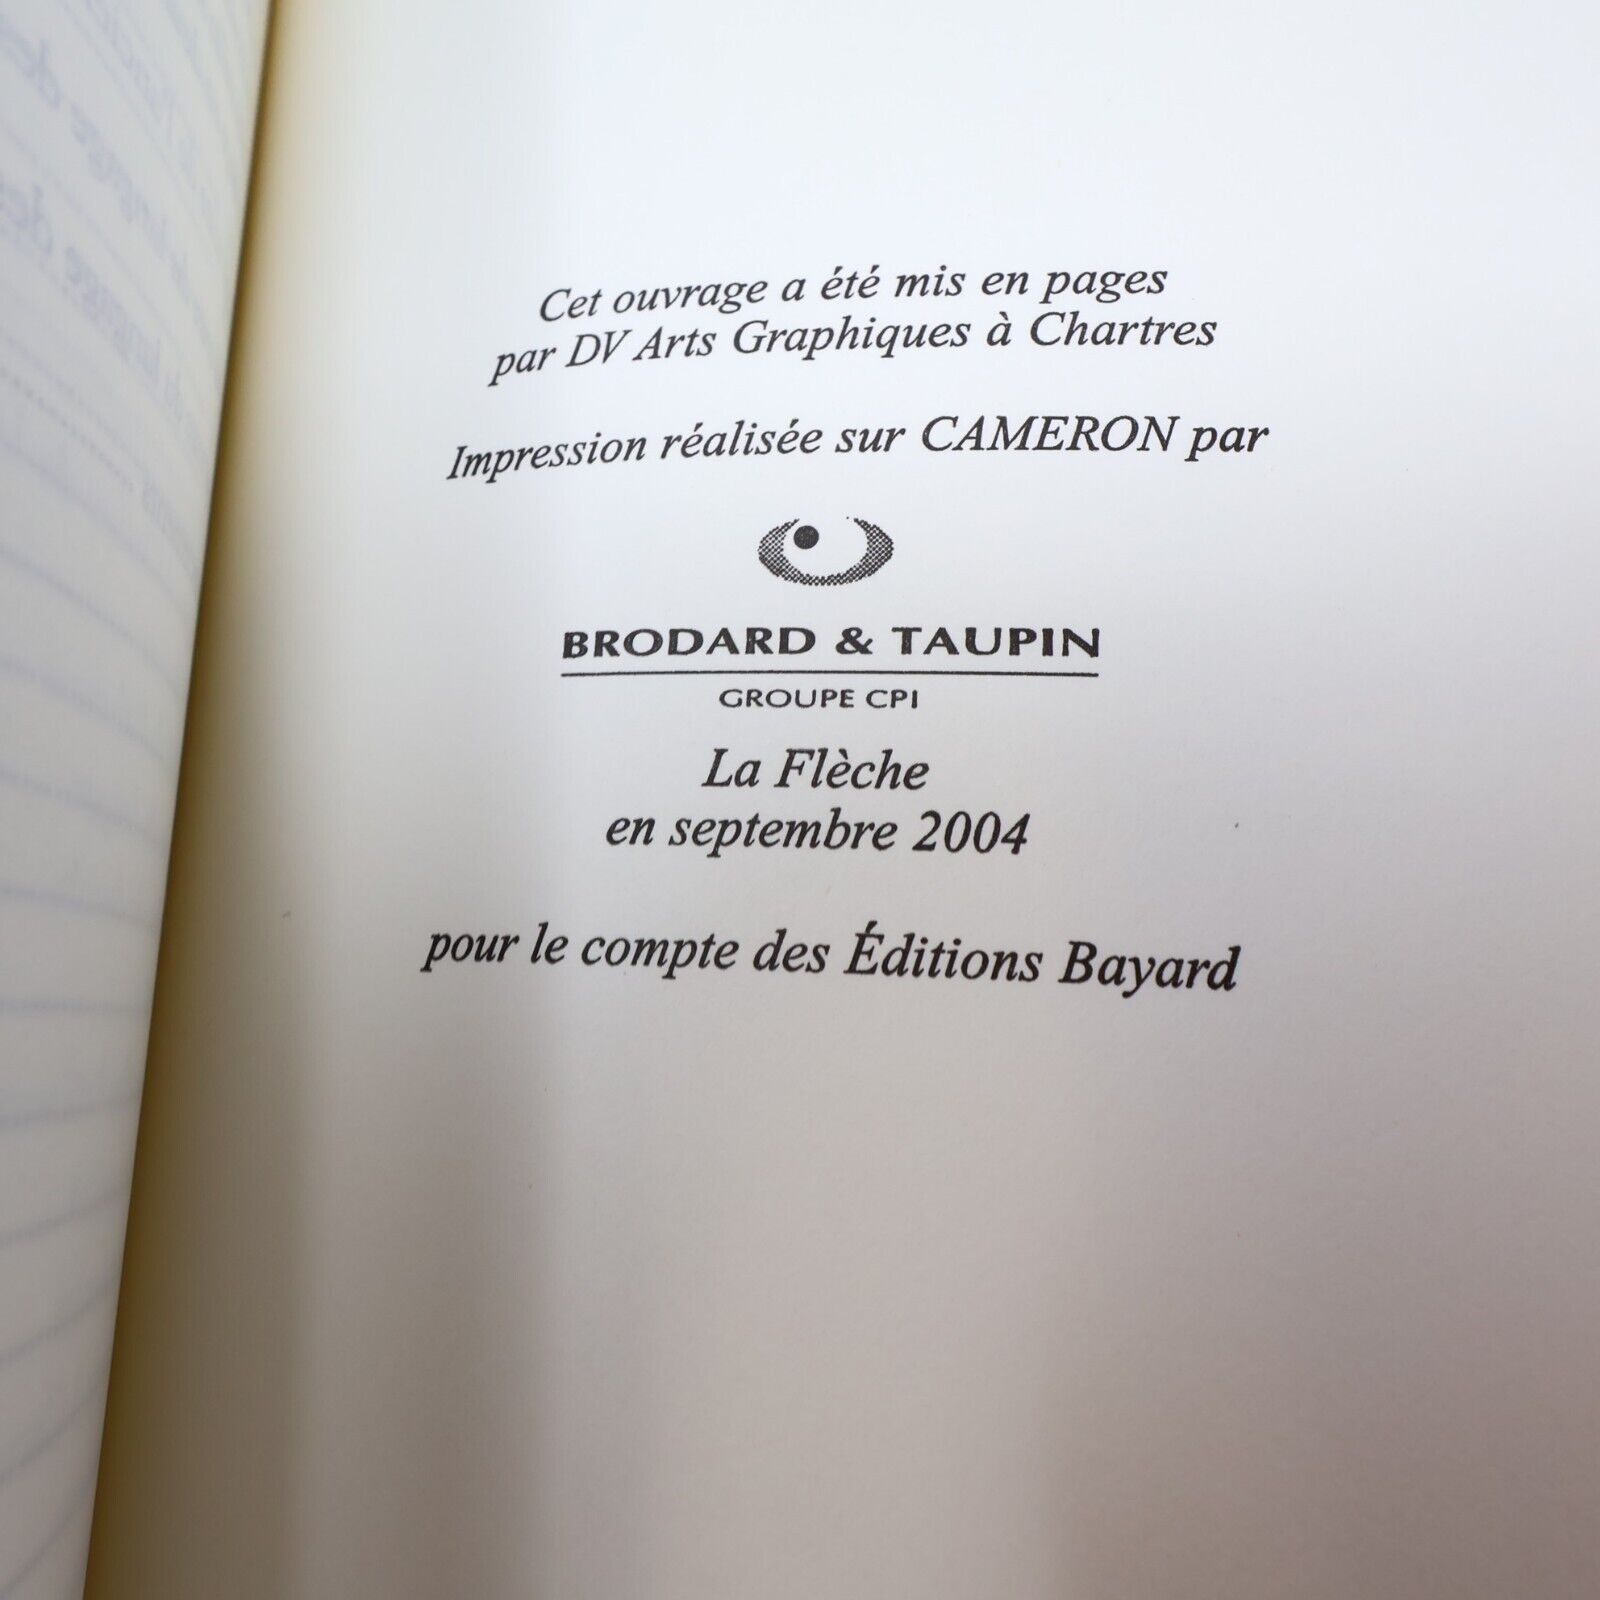 Cet ouvrage a été mis en pages
par DV Arts Graphiques à Chartres
Impression réalisée sur CAMERON par
BRODARD & TAUPIN
GROUPE CPI
La Flèche
en septembre 2004
pour le compte des Éditions Bayard